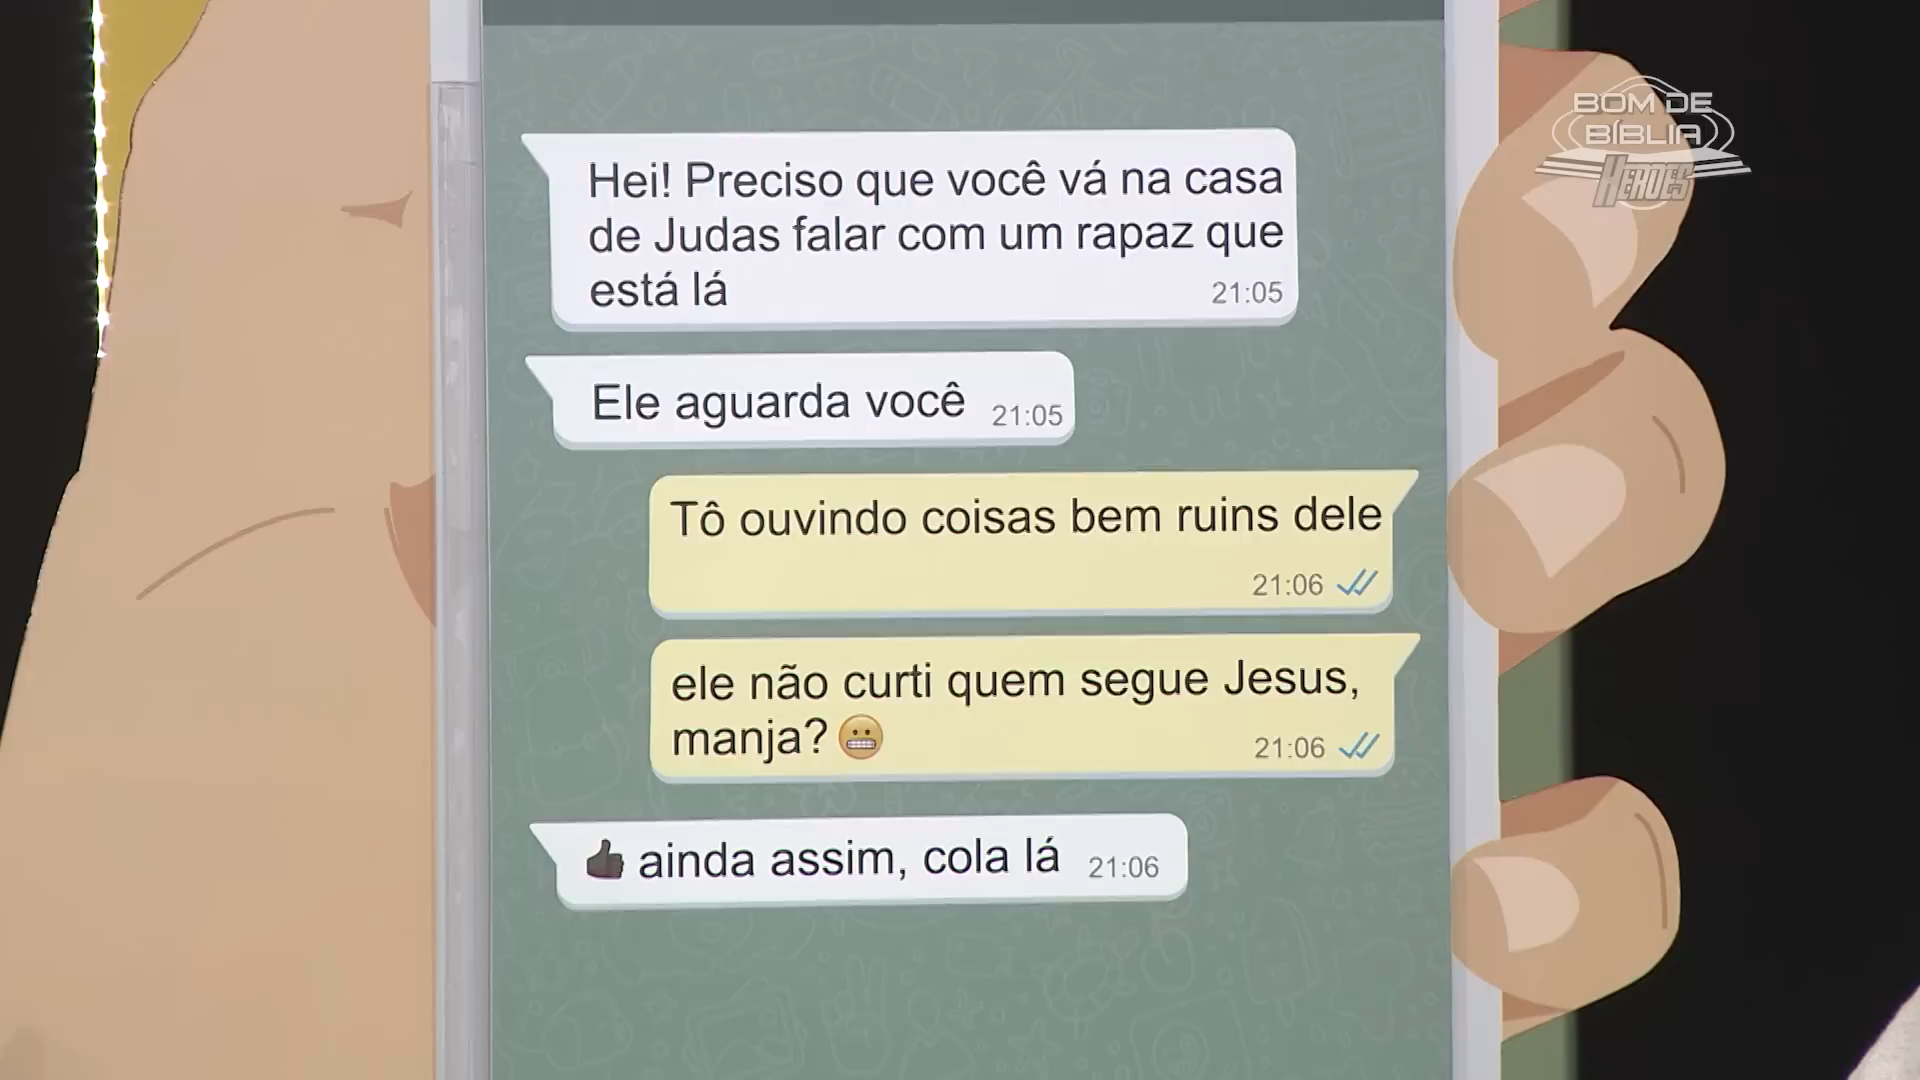 BOM DE
BÍBLIA
HEROES
Hei! Preciso que você vá na casa
de Judas falar com um rapaz que
está lá
21:05
Ele aguarda você 21:05
Tô ouvindo coisas bem ruins dele
21:06
ele não curti quem segue Jesus,
manja? 😬
21:06
👍🏿 ainda assim, cola lá 21:06